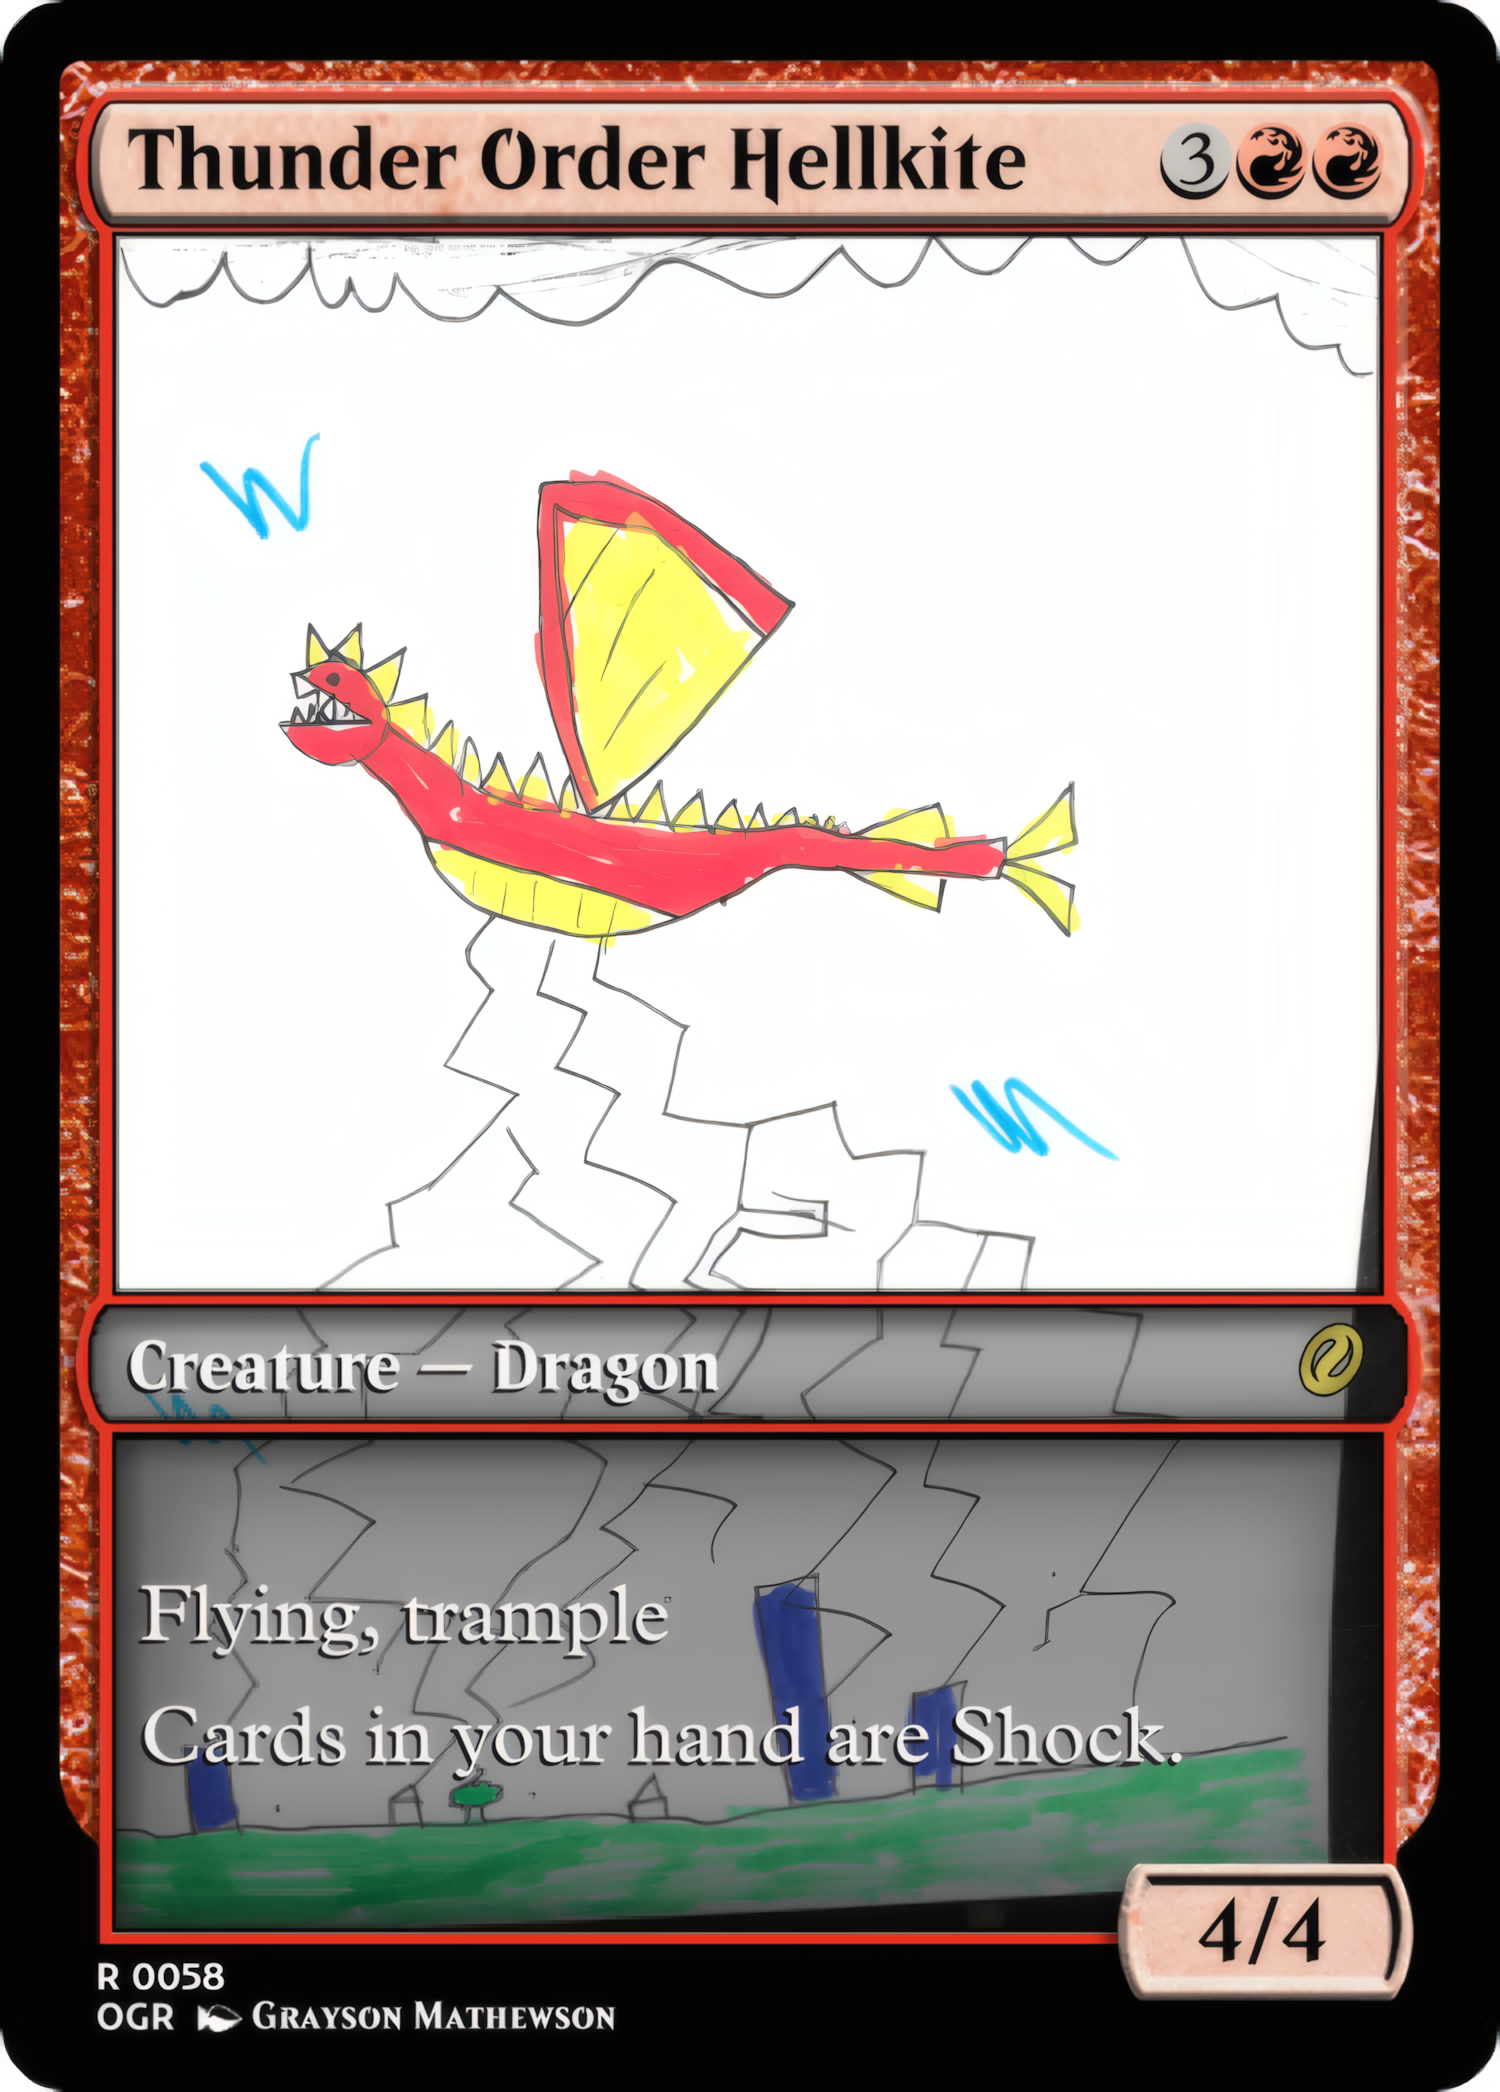 Thunder Order Hellkite 3
Creature — Dragon
Flying, trample
Cards in your hand are Shock.
4/4
R 0058
OGR Grayson Mathewson